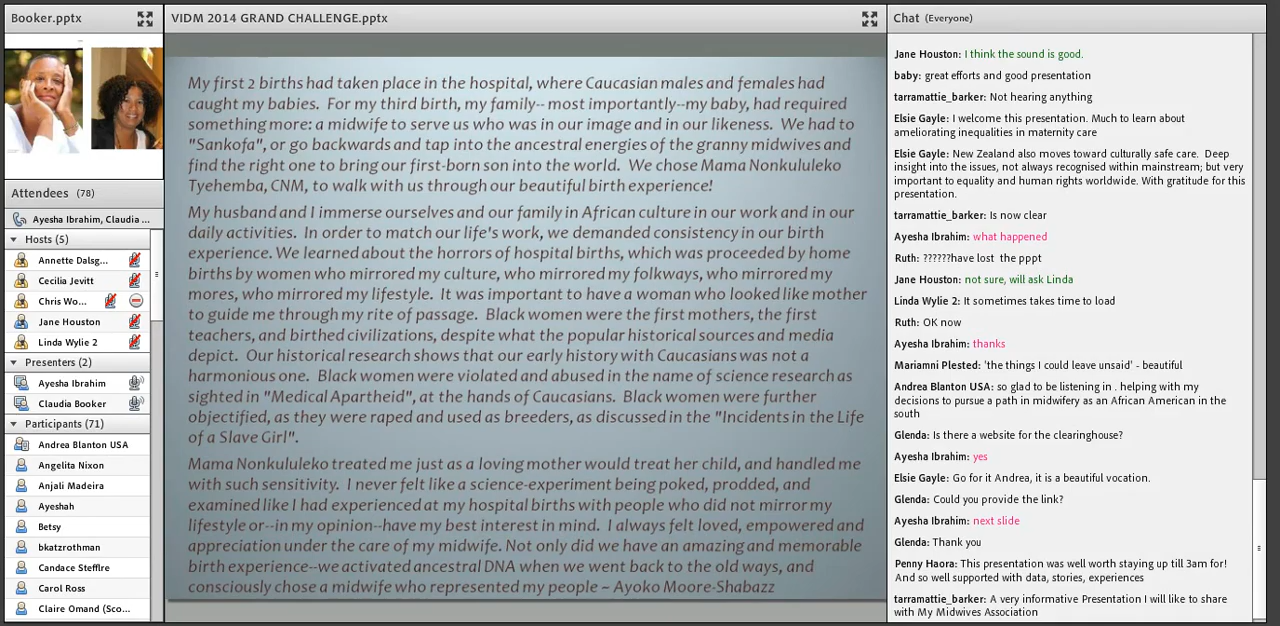 Booker.pptx
VIDM 2014 GRAND CHALLENGE.pptx
Chat (Everyone)
Attendees (78)
Ayesha Ibrahim, Claudia ...
Hosts (5)
Annette Dalsg...
Cecilia Jevitt
Chris Wo...
Jane Houston
Linda Wylie 2
Presenters (2)
Ayesha Ibrahim
Claudia Booker
Participants (71)
Andrea Blanton USA
Angelita Nixon
Anjali Madeira
Ayeshah
Betsy
bkatzrothman
Candace Stefflre
Carol Ross
Claire Omand (Sco...
My first 2 births had taken place in the hospital, where Caucasian males and females had
caught my babies. For my third birth, my family-- most importantly--my baby, had required
something more: a midwife to serve us who was in our image and in our likeness. We had to
"Sankofa", or go backwards and tap into the ancestral energies of the granny midwives and
find the right one to bring our first-born son into the world. We chose Mama Nonkululeko
Tyehemba, CNM, to walk with us through our beautiful birth experience!
My husband and I immerse ourselves and our family in African culture in our work and in our
daily activities. In order to match our life's work, we demanded consistency in our birth
experience. We learned about the horrors of hospital births, which was proceeded by home
births by women who mirrored my culture, who mirrored my folkways, who mirrored my
mores, who mirrored my lifestyle. It was important to have a woman who looked like mother
to guide me through my rite of passage. Black women were the first mothers, the first
teachers, and birthed civilizations, despite what the popular historical sources and media
depict. Our historical research shows that our early history with Caucasians was not a
harmonious one. Black women were violated and abused in the name of science research as
sighted in "Medical Apartheid", at the hands of Caucasians. Black women were further
objectified, as they were raped and used as breeders, as discussed in the "Incidents in the Life
of a Slave Girl".
Mama Nonkululeko treated me just as a loving mother would treat her child, and handled me
with such sensitivity. I never felt like a science-experiment being poked, prodded, and
examined like I had experienced at my hospital births with people who did not mirror my
lifestyle or--in my opinion--have my best interest in mind. I always felt loved, empowered and
appreciation under the care of my midwife. Not only did we have an amazing and memorable
birth experience--we activated ancestral DNA when we went back to the old ways, and
consciously chose a midwife who represented my people ~ Ayoko Moore-Shabazz
Jane Houston: I think the sound is good.
baby: great efforts and good presentation
tarramattie_barker: Not hearing anything
Elsie Gayle: I welcome this presentation. Much to learn about
ameliorating inequalities in maternity care
Elsie Gayle: New Zealand also moves toward culturally safe care. Deep
insight into the issues, not always recognised within mainstream; but very
important to equality and human rights worldwide. With gratitude for this
presentation.
tarramattie_barker: Is now clear
Ayesha Ibrahim: what happened
Ruth: ??????have lost the pppt
Jane Houston: not sure, will ask Linda
Linda Wylie 2: It sometimes takes time to load
Ruth: OK now
Ayesha Ibrahim: thanks
Mariamni Plested: 'the things I could leave unsaid' - beautiful
Andrea Blanton USA: so glad to be listening in . helping with my
decisions to pursue a path in midwifery as an African American in the
south
Glenda: Is there a website for the clearinghouse?
Ayesha Ibrahim: yes
Elsie Gayle: Go for it Andrea, it is a beautiful vocation.
Glenda: Could you provide the link?
Ayesha Ibrahim: next slide
Glenda: Thank you
Penny Haora: This presentation was well worth staying up till 3am for!
And so well supported with data, stories, experiences
tarramattie_barker: A very informative Presentation I will like to share
with My Midwives Association